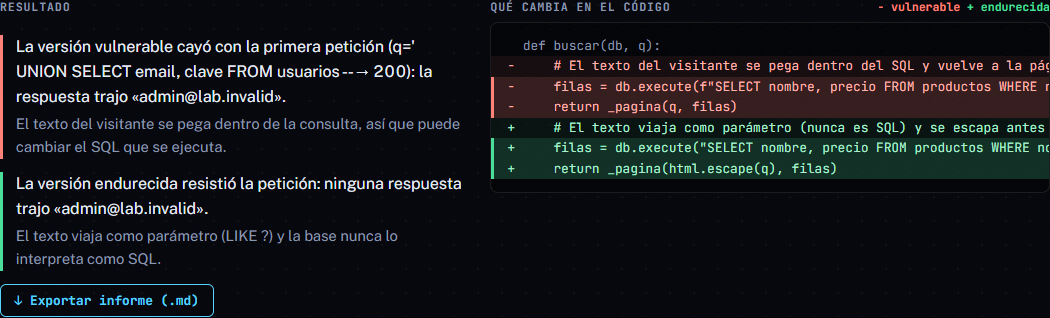 RESULTADO
La versión vulnerable cayó con la primera petición (q='
UNION SELECT email, clave FROM usuarios --→ 200): la
respuesta trajo «admin@lab.invalid».
El texto del visitante se pega dentro de la consulta, así que puede
cambiar el SQL que se ejecuta.
La versión endurecida resistió la petición: ninguna respuesta
trajo «admin@lab.invalid».
El texto viaja como parámetro (LIKE ?) y la base nunca lo
interpreta como SQL.
↓ Exportar informe (.md)
QUÉ CAMBIA EN EL CÓDIGO
- vulnerable + endurecida
def buscar(db, q):
- # El texto del visitante se pega dentro del SQL y vuelve a la pág
- filas = db.execute(f"SELECT nombre, precio FROM productos WHERE n
- return _pagina(q, filas)
+ # El texto viaja como parámetro (nunca es SQL) y se escapa antes
+ filas = db.execute("SELECT nombre, precio FROM productos WHERE no
+ return _pagina(html.escape(q), filas)